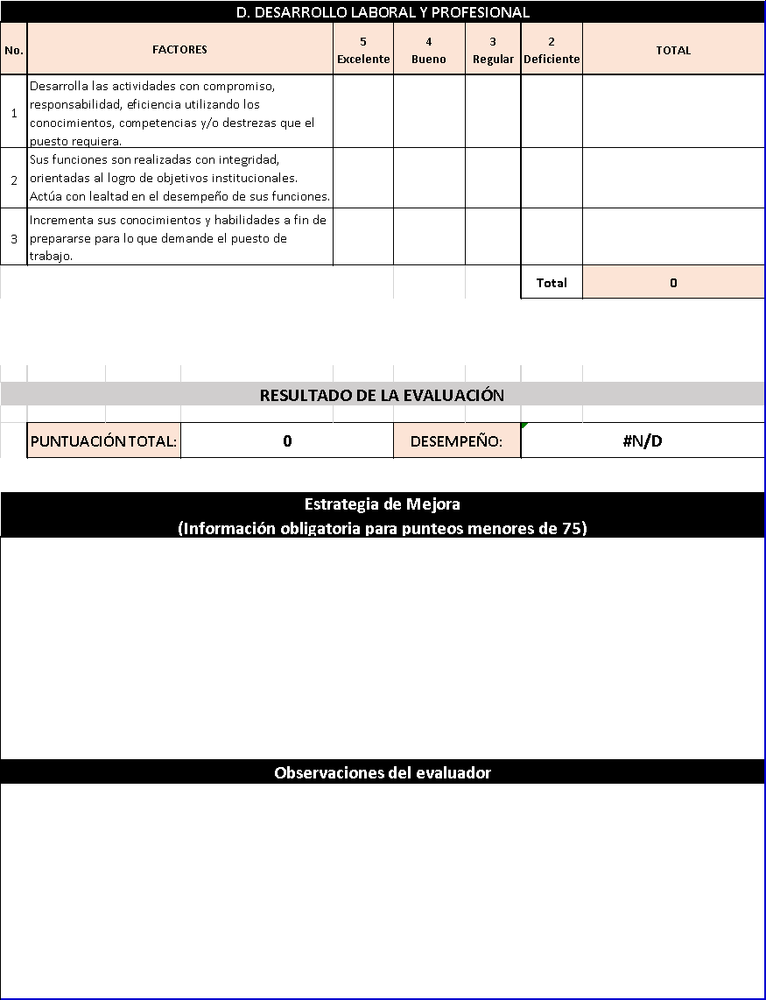 D. DESARROLLO LABORAL Y PROFESIONAL
No.
FACTORES
5
Excelente
4
Bueno
3
Regular
2
Deficiente
TOTAL
1
Desarrolla las actividades con compromiso,
responsabilidad, eficiencia utilizando los
conocimientos, competencias y/o destrezas que el
puesto requiera.
2
Sus funciones son realizadas con integridad,
orientadas al logro de objetivos institucionales.
Actúa con lealtad en el desempeño de sus funciones.
3
Incrementa sus conocimientos y habilidades a fin de
prepararse para lo que demande el puesto de
trabajo.
Total
0
RESULTADO DE LA EVALUACIÓN
PUNTUACIÓN TOTAL:
0
DESEMPEÑO:
#N/D
Estrategia de Mejora
(Información obligatoria para punteos menores de 75)
Observaciones del evaluador